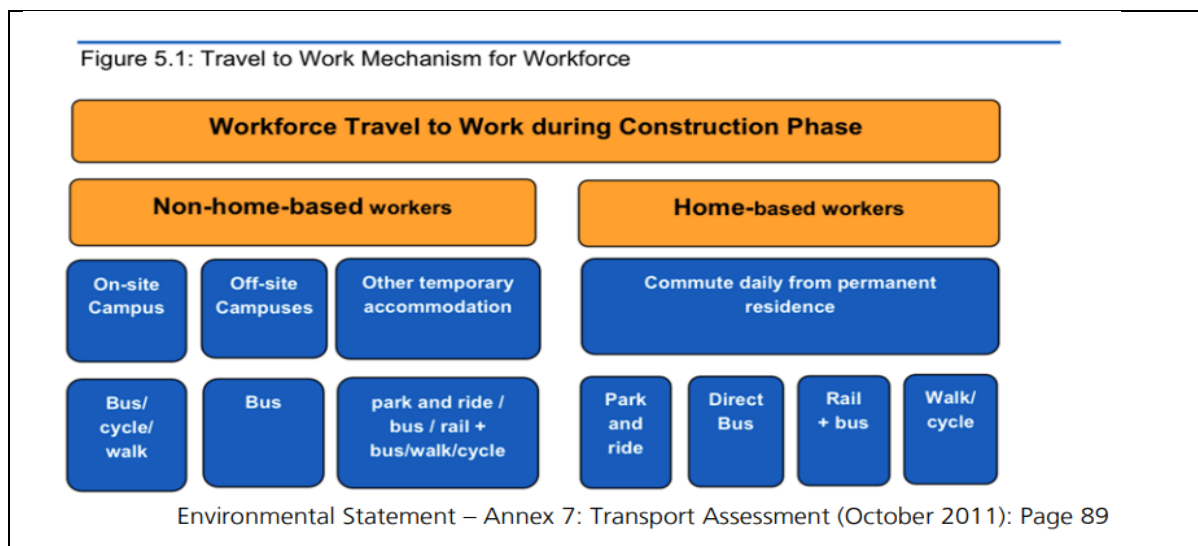 Figure 5.1: Travel to Work Mechanism for Workforce
Workforce Travel to Work during Construction Phase
Non-home-based workers
Home-based workers
On-site
Campus
Off-site
Campuses
Other temporary
accommodation
Commute daily from permanent
residence
Bus/
cycle/
walk
Bus
park and ride /
bus / rail +
bus/walk/cycle
Park
and
ride
Direct
Bus
Rail
+ bus
Walk/
cycle
Environmental Statement – Annex 7: Transport Assessment (October 2011): Page 89